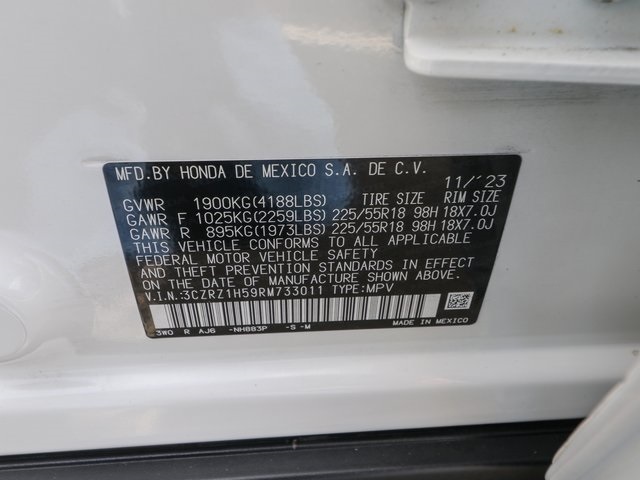 MFD.BY HONDA DE MEXICO S.A. DE C.V.
11/´23
GVWR 1900KG(4188LBS) TIRE SIZE RIM SIZE
GAWR F 1025KG(2259LBS) 225/55R18 98H 18X7.0J
GAWR R 895KG(1973LBS) 225/55R18 98H 18X7.0J
THIS VEHICLE CONFORMS TO ALL APPLICABLE
FEDERAL MOTOR VEHICLE SAFETY
AND THEFT PREVENTION STANDARDS IN EFFECT
ON THE DATE OF MANUFACTURE SHOWN ABOVE.
V.I.N.:3CZRZ1H59RM733011 TYPE:MPV
MADE IN MEXICO
3W0 R AJ6 -NH883P -S -M